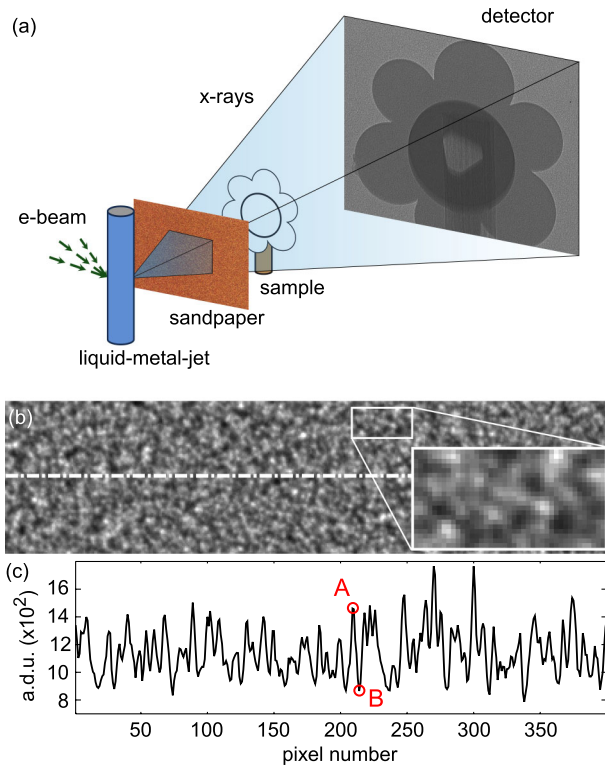 (a)
detector
x-rays
e-beam
sample
sandpaper
liquid-metal-jet
(b)
(c)
a.d.u. (x10²)
16
14
12
10
8
A
B
50
100
150
200
250
300
350
pixel number